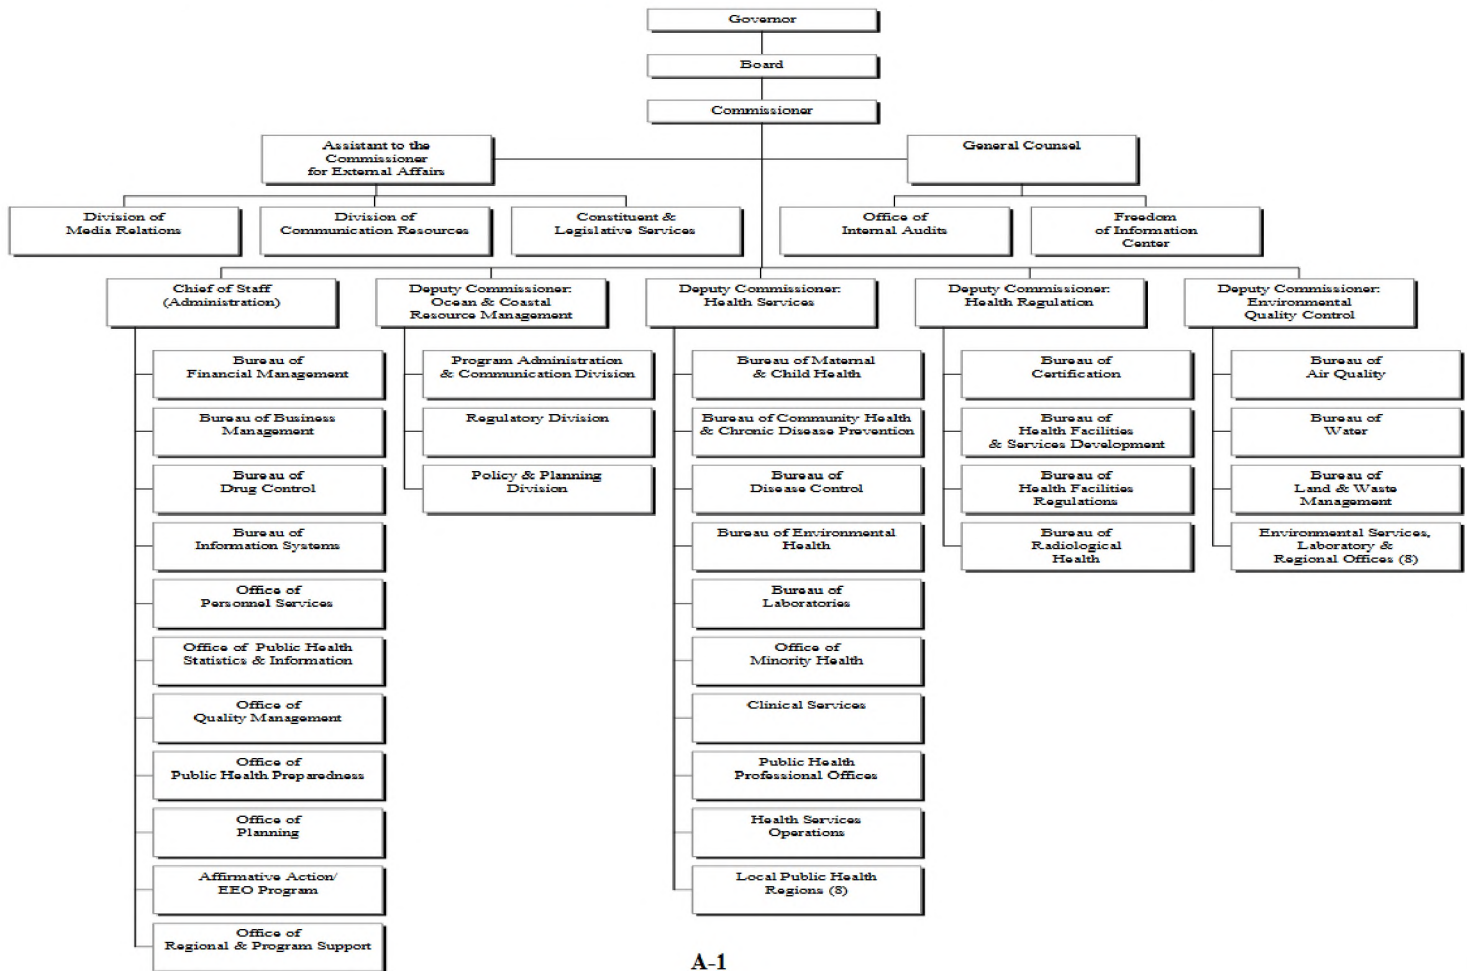 Governor
Board
Commissioner
Assistant to the
Commissioner
for External Affairs
General Counsel
Division of
Media Relations
Division of
Communication Resources
Constituent &
Legislative Services
Office of
Internal Audits
Freedom
of Information
Center
Chief of Staff
(Administration)
Deputy Commissioner:
Ocean & Coastal
Resource Management
Deputy Commissioner:
Health Services
Deputy Commissioner:
Health Regulation
Deputy Commissioner:
Environmental
Quality Control
Bureau of
Financial Management
Bureau of Business
Management
Bureau of
Drug Control
Bureau of
Information Systems
Office of
Personnel Services
Office of Public Health
Statistics & Information
Office of
Quality Management
Office of
Public Health Preparedness
Office of
Planning
Affirmative Action/
EEO Program
Office of
Regional & Program Support
Program Administration
& Communication Division
Regulatory Division
Policy & Planning
Division
Bureau of Maternal
& Child Health
Bureau of Community Health
& Chronic Disease Prevention
Bureau of
Disease Control
Bureau of Environmental
Health
Bureau of
Laboratories
Office of
Minority Health
Clinical Services
Public Health
Professional Offices
Health Services
Operations
Local Public Health
Regions (8)
Bureau of
Certification
Bureau of
Health Facilities
& Services Development
Bureau of
Health Facilities
Regulations
Bureau of
Radiological
Health
Bureau of
Air Quality
Bureau of
Water
Bureau of
Land & Waste
Management
Environmental Services,
Laboratory &
Regional Offices (8)
A-1